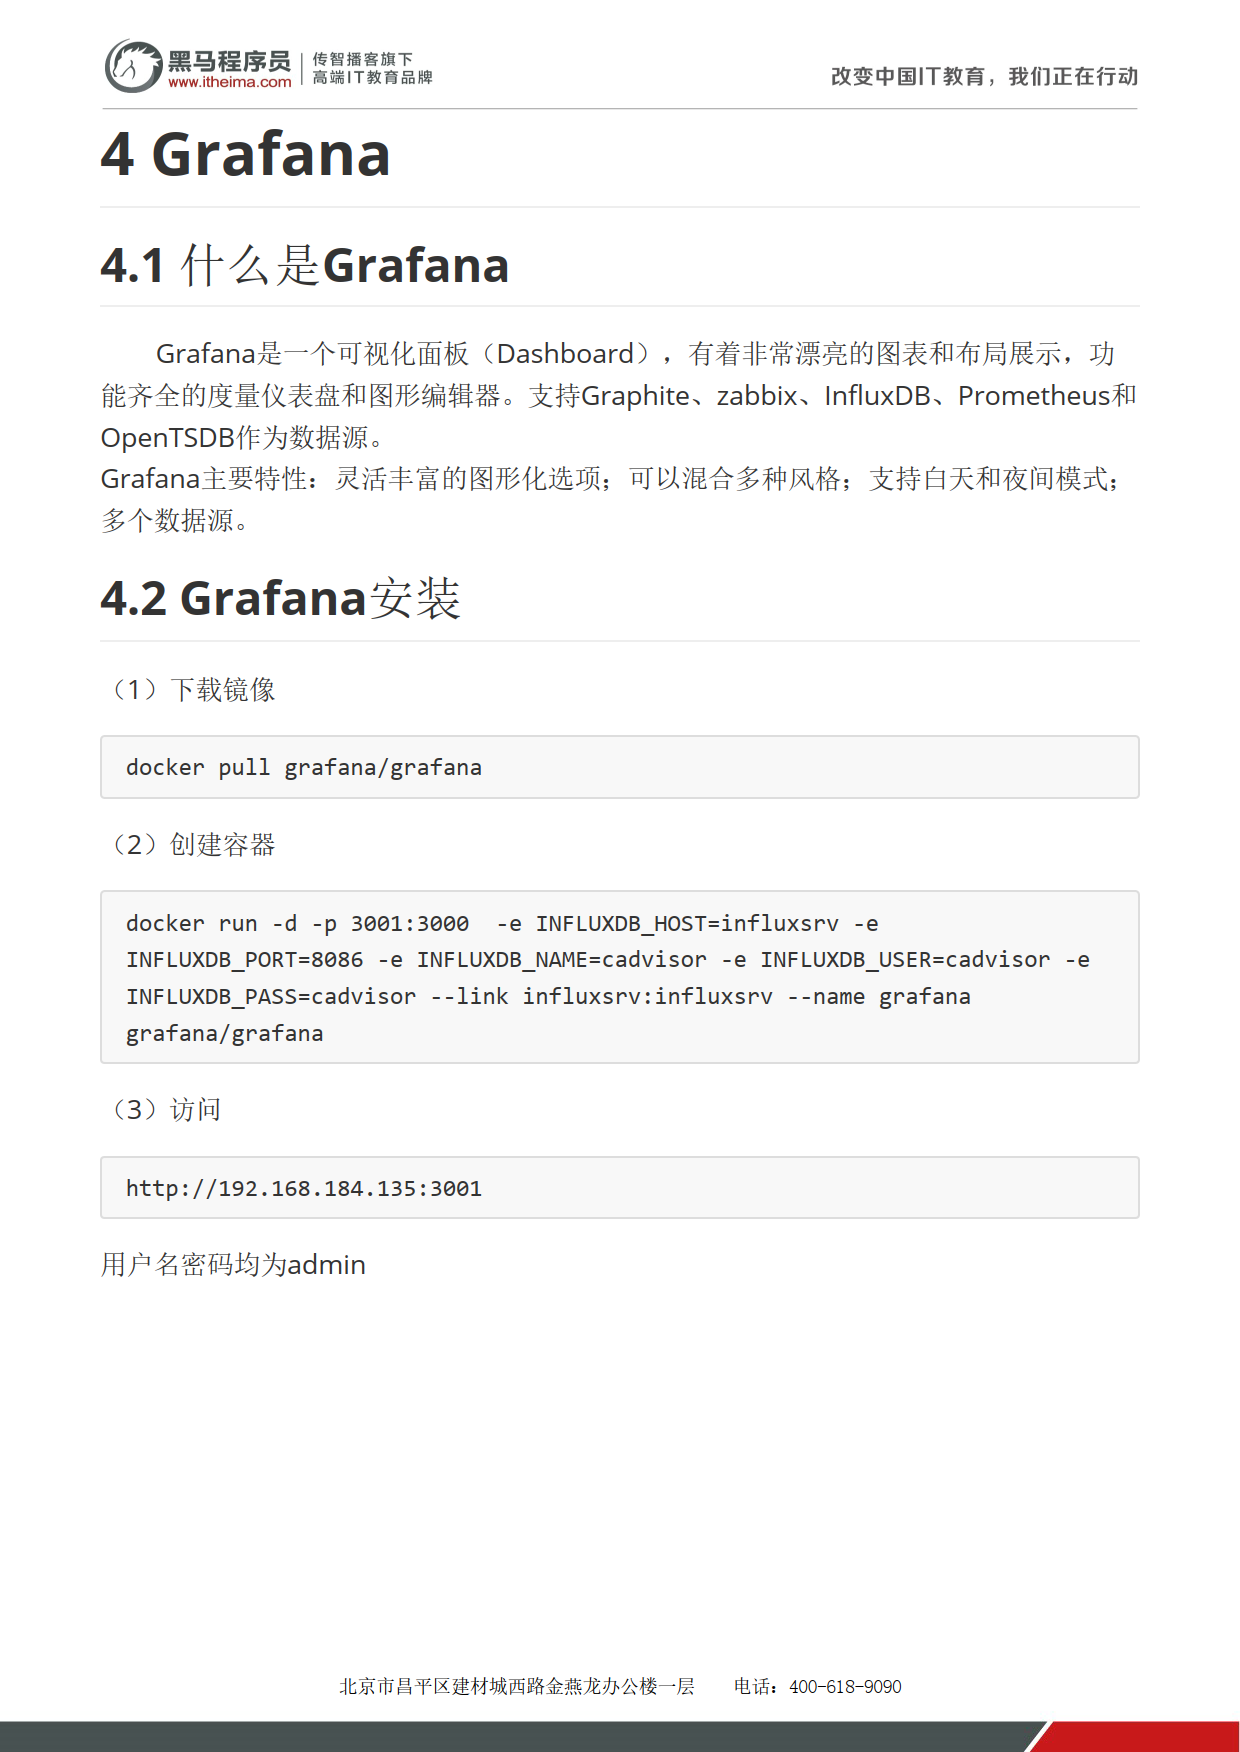 黑马程序员
www.itheima.com
传智播客旗下
高端IT教育品牌
改变中国IT教育，我们正在行动
4 Grafana
4.1 什么是Grafana
Grafana是一个可视化面板（Dashboard），有着非常漂亮的图表和布局展示，功
能齐全的度量仪表盘和图形编辑器。支持Graphite、zabbix、InfluxDB、Prometheus和
OpenTSDB作为数据源。
Grafana主要特性：灵活丰富的图形化选项；可以混合多种风格；支持白天和夜间模式；
多个数据源。
4.2 Grafana安装
（1）下载镜像
docker pull grafana/grafana
（2）创建容器
docker run -d -p 3001:3000  -e INFLUXDB_HOST=influxsrv -e
INFLUXDB_PORT=8086 -e INFLUXDB_NAME=cadvisor -e INFLUXDB_USER=cadvisor -e
INFLUXDB_PASS=cadvisor --link influxsrv:influxsrv --name grafana
grafana/grafana
（3）访问
http://192.168.184.135:3001
用户名密码均为admin
北京市昌平区建材城西路金燕龙办公楼一层 电话：400-618-9090